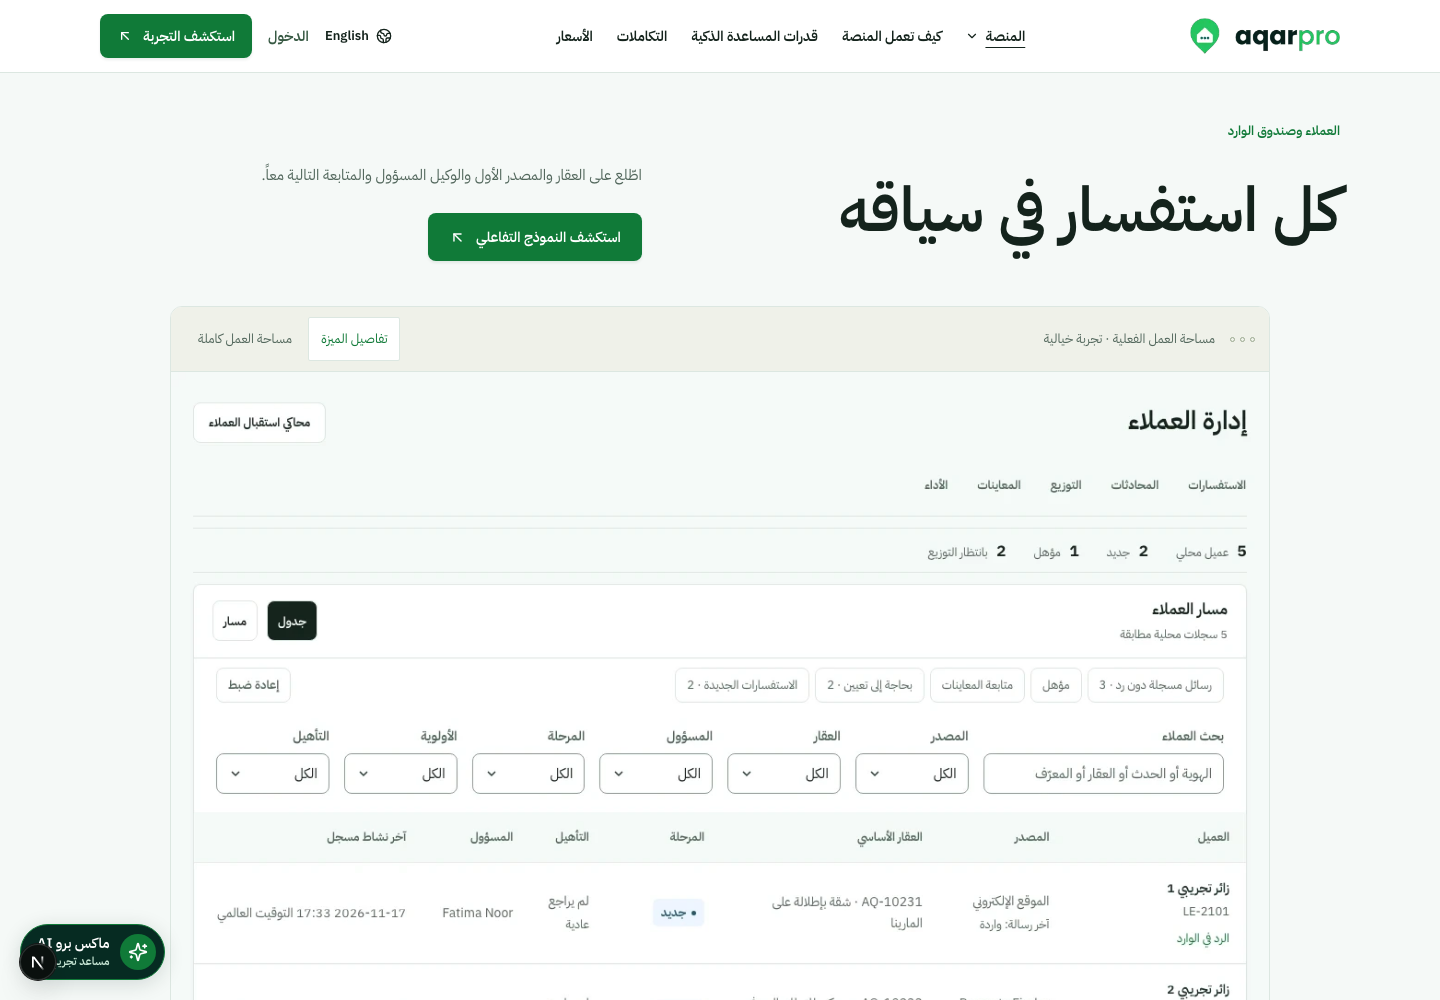 aqarpro
المنصة
كيف تعمل المنصة
قدرات المساعدة الذكية
التكاملات
الأسعار
English
الدخول
استكشف التجربة
العملاء وصندوق الوارد
كل استفسار في سياقه
اطّلع على العقار والمصدر الأول والوكيل المسؤول والمتابعة التالية معاً.
استكشف النموذج التفاعلي
مساحة العمل الفعلية · تجربة خيالية
تفاصيل الميزة
مساحة العمل كاملة
إدارة العملاء
محاكي استقبال العملاء
الاستفسارات
المحادثات
التوزيع
المعاينات
الأداء
5 عميل محلي
2 جديد
1 مؤهل
2 بانتظار التوزيع
مسار العملاء
5 سجلات محلية مطابقة
جدول
مسار
رسائل مسجلة دون رد · 3
مؤهل
متابعة المعاينات
بحاجة إلى تعيين · 2
الاستفسارات الجديدة · 2
إعادة ضبط
بحث العملاء
المصدر
العقار
المسؤول
المرحلة
الأولوية
التأهيل
الهوية أو الحدث أو العقار أو المعرّف
الكل
الكل
الكل
الكل
الكل
الكل
العميل
المصدر
العقار الأساسي
المرحلة
التأهيل
المسؤول
آخر نشاط مسجل
زائر تجريبي 1
LE-2101
الرد في الوارد
الموقع الإلكتروني
آخر رسالة: واردة
AQ-10231 · شقة بإطلالة على
المارينا
جديد
لم يراجع
عادية
Fatima Noor
2026-11-17 17:33 التوقيت العالمي
زائر تجريبي 2
ماكس برو AI
مساعد
N